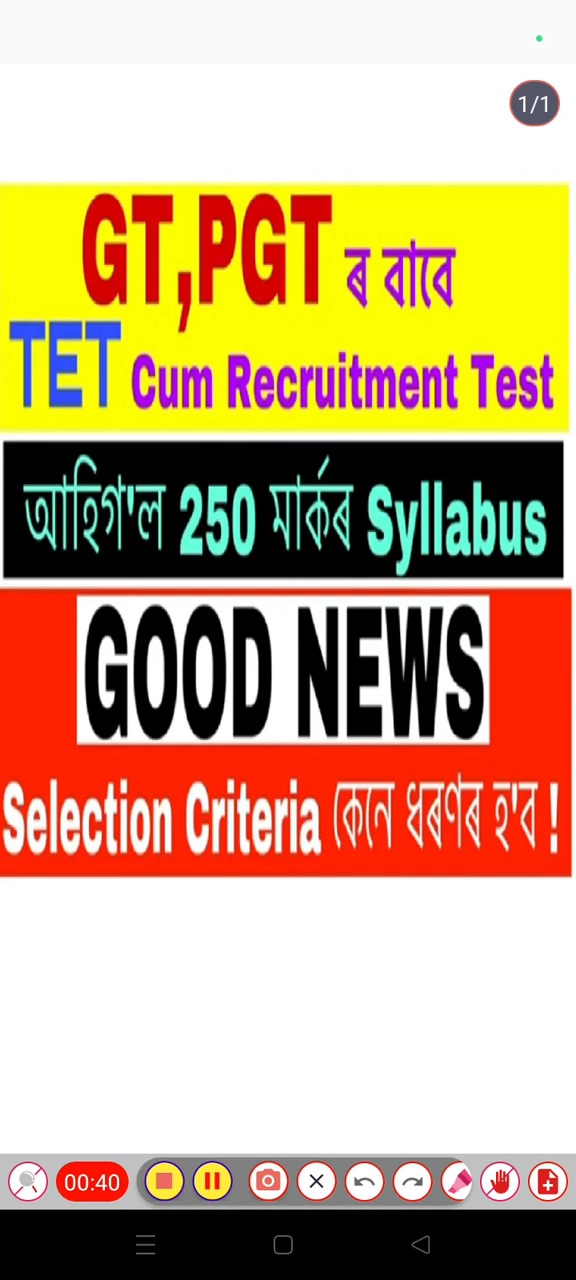 1/1
GT,PGT ৰ বাবে
TET Cum Recruitment Test
আহিগ'ল 250 মাৰ্কৰ Syllabus
GOOD NEWS
Selection Criteria কেনে ধৰণৰ হ'ব !
00:40